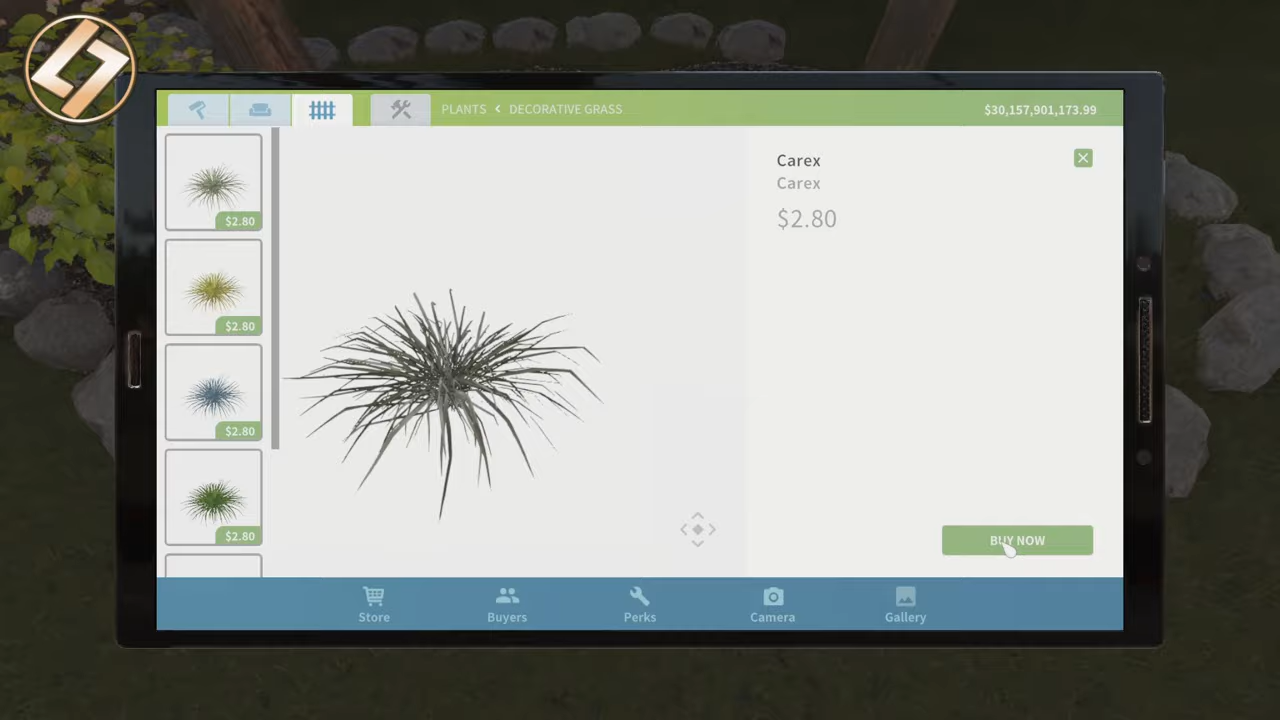 PLANTS < DECORATIVE GRASS
$30,157,901,173.99
$2.80
$2.80
$2.80
$2.80
Carex
Carex
$2.80
BUY NOW
Store
Buyers
Perks
Camera
Gallery